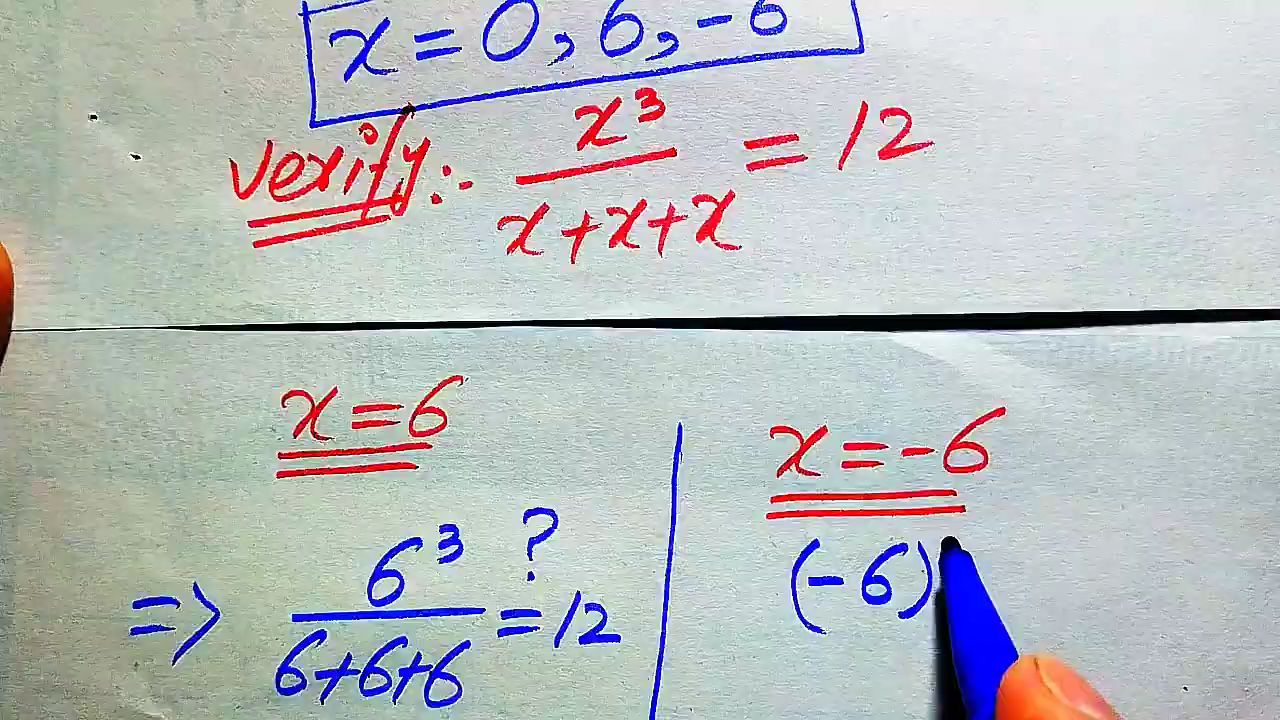 x = 0, 6, -6
Verify:- x³/(x+x+x) = 12
x = 6
x = -6
=> 6³/(6+6+6) =? 12
(-6)